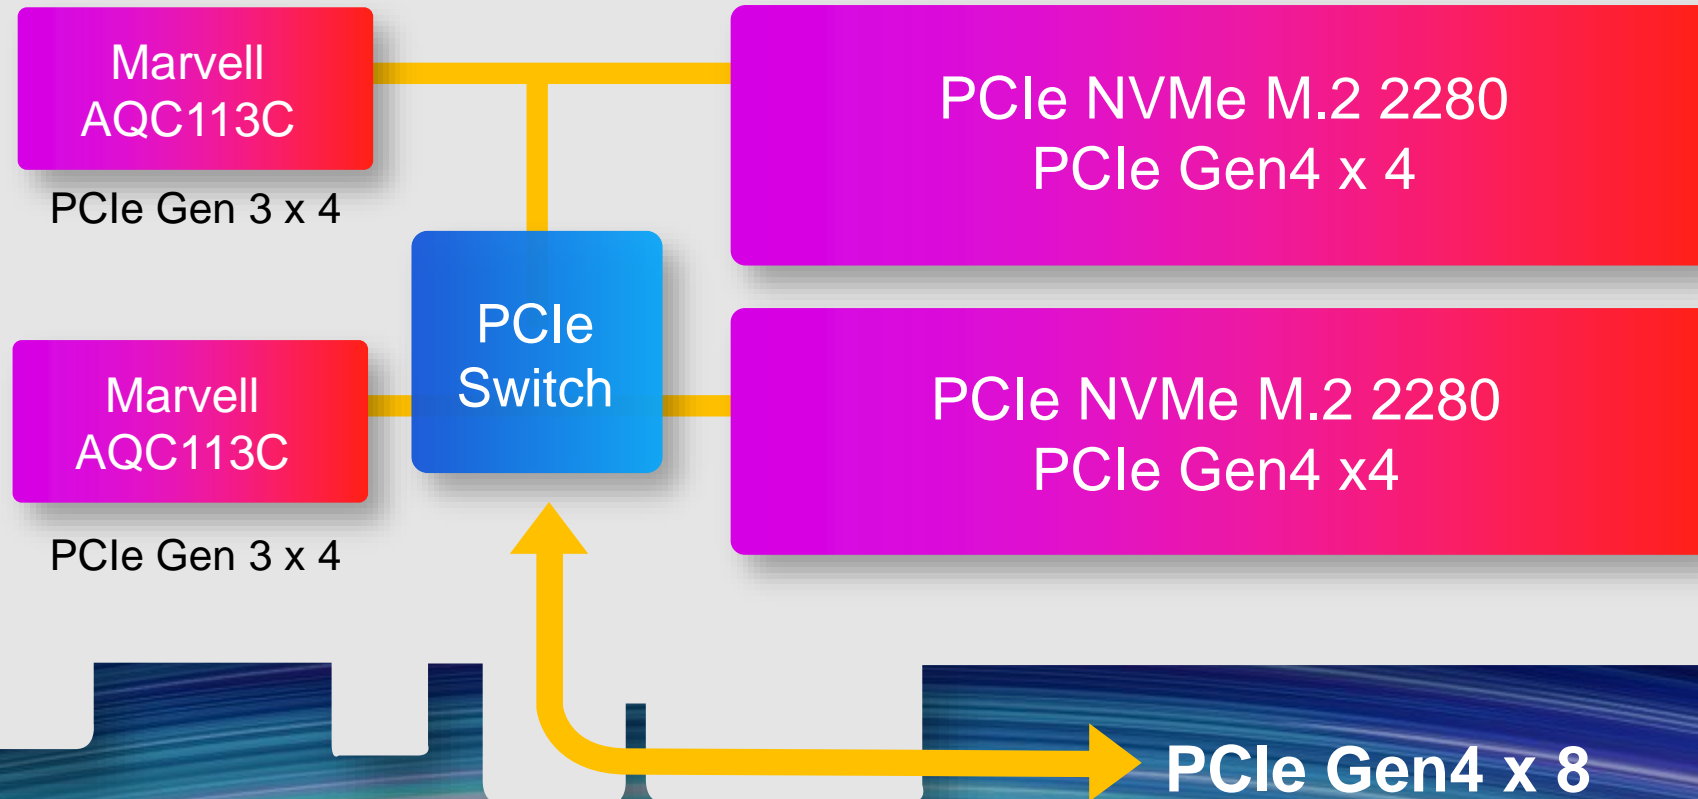 Marvell
AQC113C
PCIe Gen 3 x 4
PCIe NVMe M.2 2280
PCIe Gen4 x 4
PCIe
Switch
Marvell
AQC113C
PCIe Gen 3 x 4
PCIe NVMe M.2 2280
PCIe Gen4 x4
PCIe Gen4 x 8